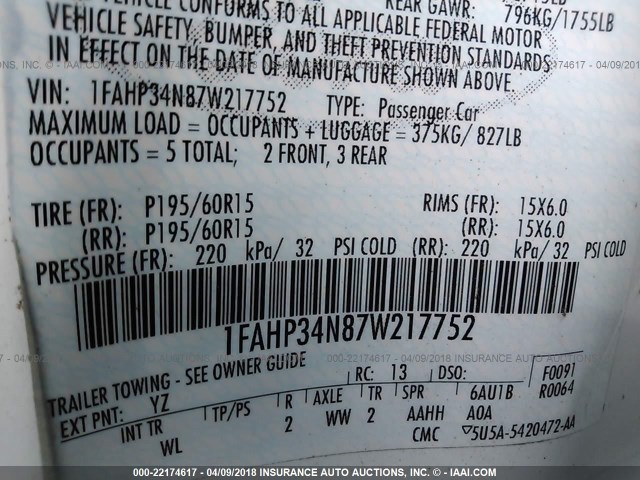 VEHICLE CONFORMS TO ALL APPLICABLE FEDERAL MOTOR
REAR GAWR: 796KG/1755LB
VEHICLE SAFETY, BUMPER, AND THEFT PREVENTION STANDARDS
IN EFFECT ON THE DATE OF MANUFACTURE SHOWN ABOVE.
VIN: 1FAHP34N87W217752 TYPE: Passenger Car
MAXIMUM LOAD = OCCUPANTS + LUGGAGE = 375KG/ 827LB
OCCUPANTS = 5 TOTAL; 2 FRONT, 3 REAR
TIRE (FR): P195/60R15 RIMS (FR): 15X6.0
(RR): P195/60R15 (RR): 15X6.0
PRESSURE (FR): 220 kPa/ 32 PSI COLD (RR): 220 kPa/ 32 PSI COLD
1FAHP34N87W217752
TRAILER TOWING - SEE OWNER GUIDE RC: 13 DSO: F0091
EXT PNT: YZ TP/PS R AXLE TR SPR 6AU1B R0064
INT TR WL 2 WW 2 AAHH A0A
CMC ▽5U5A-5420472-AA
000-22174617 - 04/09/2018 INSURANCE AUTO AUCTIONS INC. - © IAAI.COM